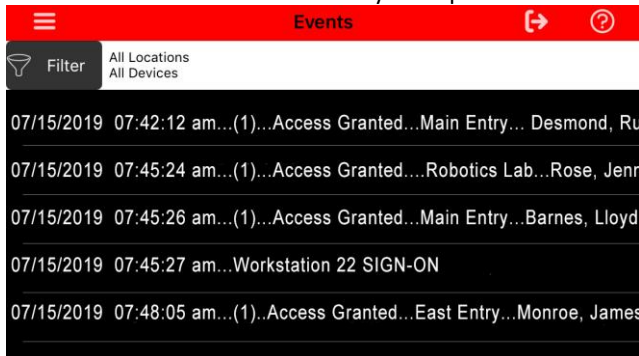 Events
Filter
All Locations
All Devices
07/15/2019 07:42:12 am...(1)...Access Granted...Main Entry... Desmond, Ru
07/15/2019 07:45:24 am...(1)...Access Granted....Robotics Lab...Rose, Jenn
07/15/2019 07:45:26 am...(1)...Access Granted...Main Entry...Barnes, Lloyd
07/15/2019 07:45:27 am...Workstation 22 SIGN-ON
07/15/2019 07:48:05 am...(1)..Access Granted...East Entry...Monroe, James